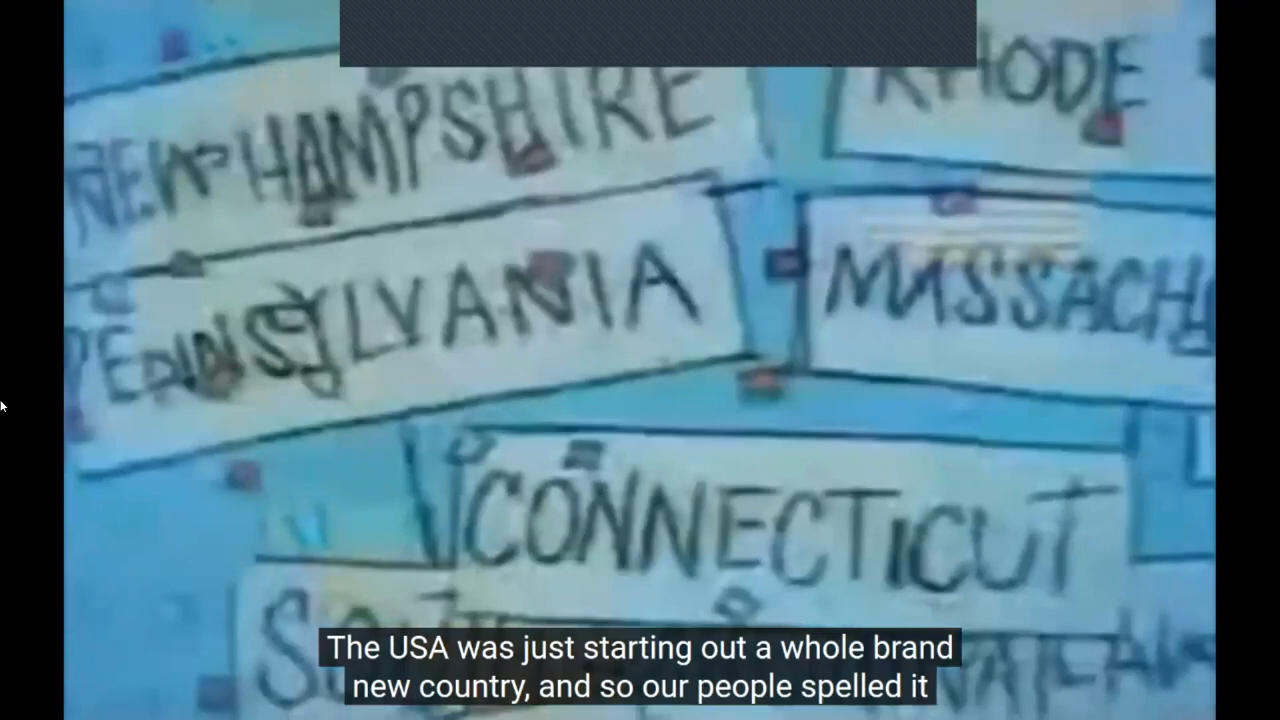 NEW HAMPSHIRE
RHODE
PENNSYLVANIA
MASSACHU
CONNECTICUT
The USA was just starting out a whole brand
new country, and so our people spelled it